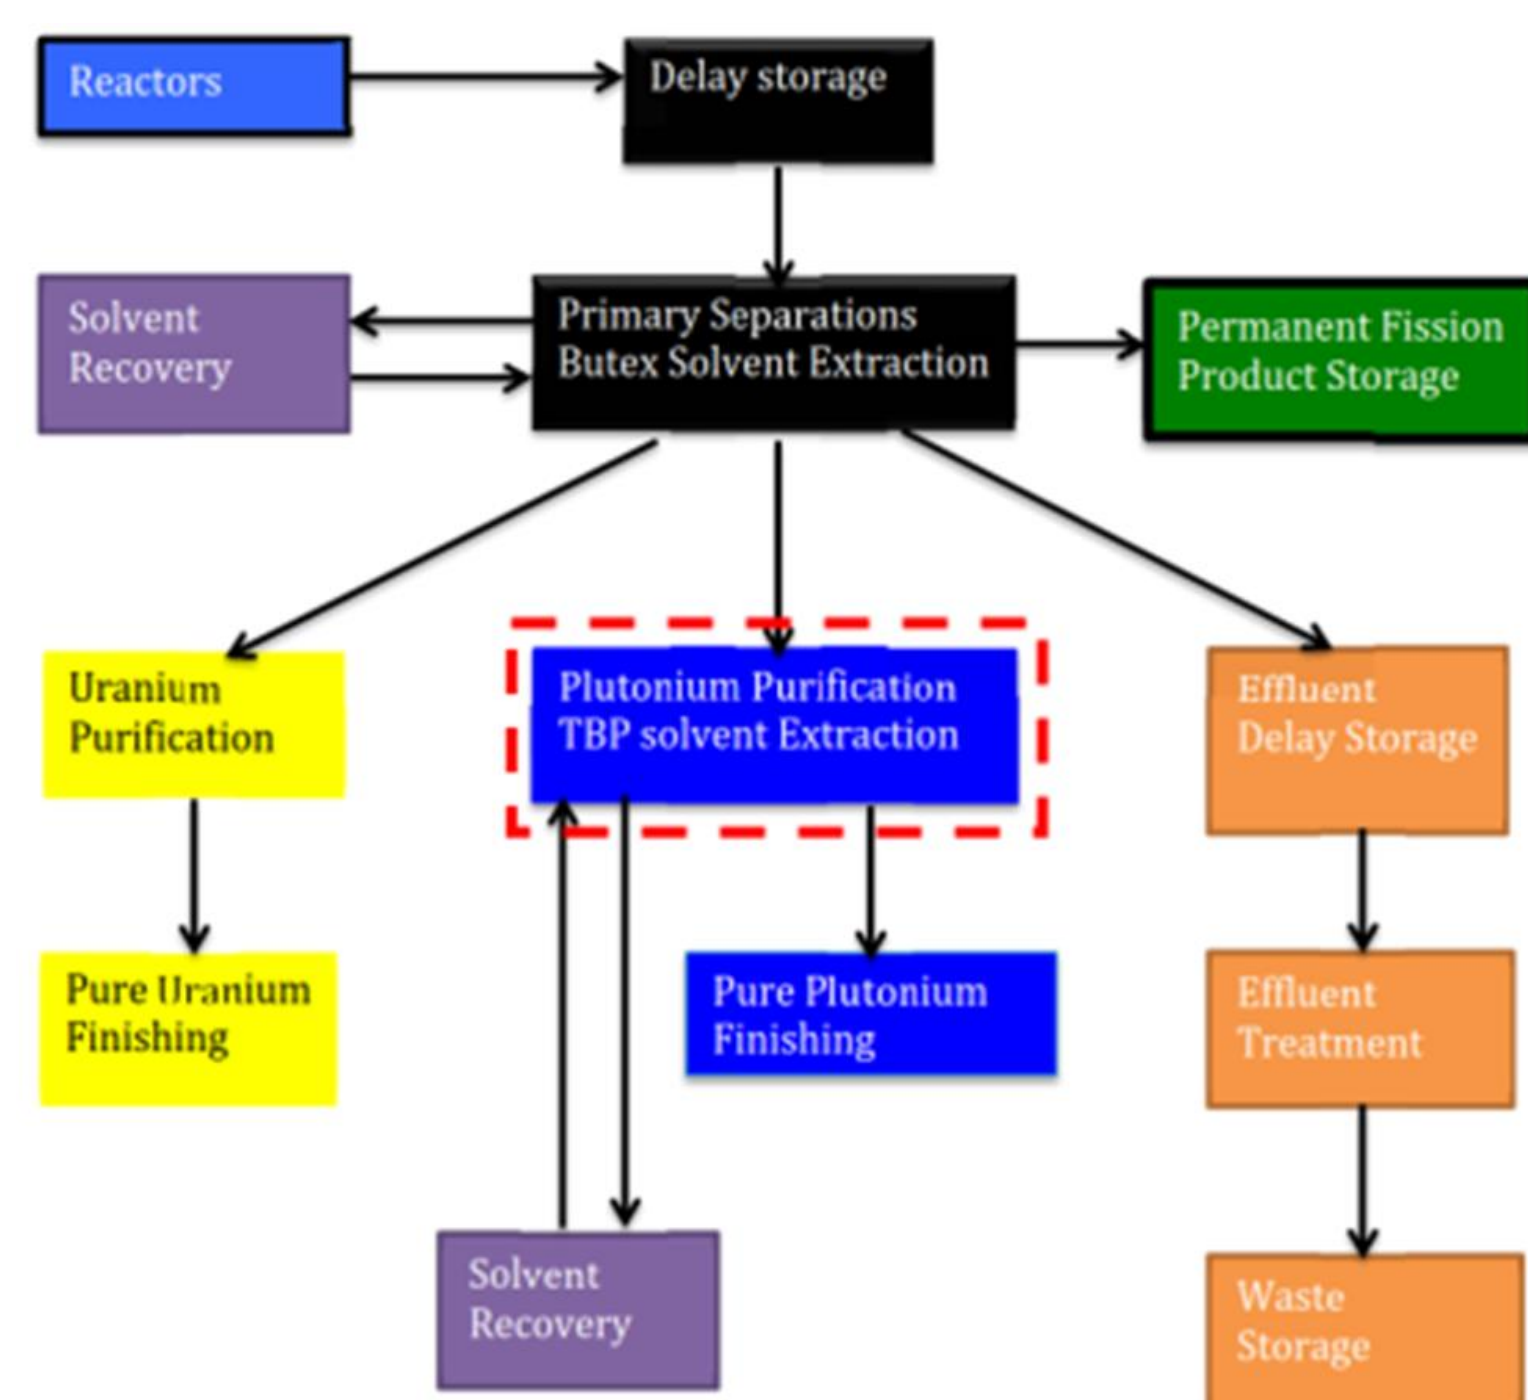 Reactors
Delay storage
Solvent
Recovery
Primary Separations
Butex Solvent Extraction
Permanent Fission
Product Storage
Uranium
Purification
Plutonium Purification
TBP solvent Extraction
Effluent
Delay Storage
Pure Uranium
Finishing
Pure Plutonium
Finishing
Effluent
Treatment
Solvent
Recovery
Waste
Storage